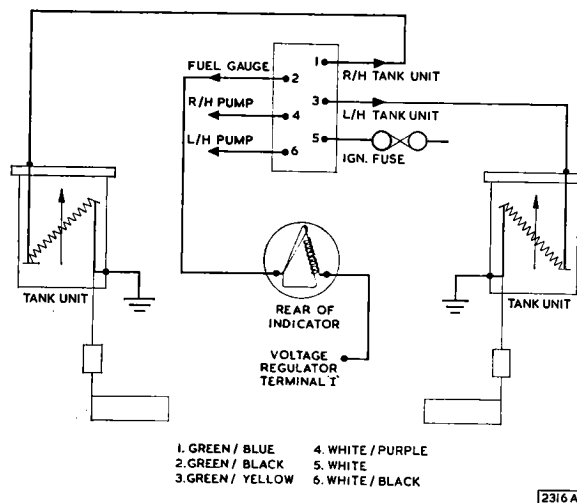 FUEL GAUGE
1
R/H TANK UNIT
2
R/H PUMP
3
L/H TANK UNIT
4
L/H PUMP
5
IGN. FUSE
6
TANK UNIT
TANK UNIT
REAR OF
INDICATOR
VOLTAGE
REGULATOR
TERMINAL 'I'
1. GREEN / BLUE
2. GREEN / BLACK
3. GREEN / YELLOW
4. WHITE / PURPLE
5. WHITE
6. WHITE / BLACK
2316A